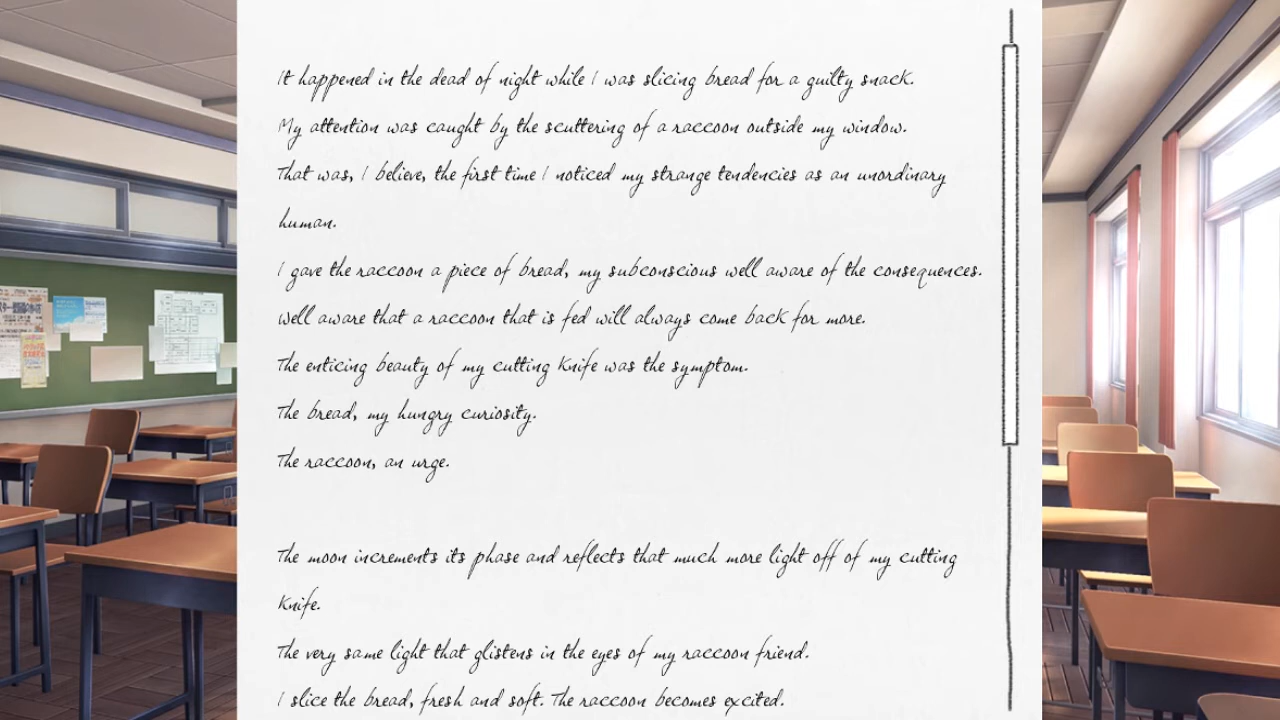 It happened in the dead of night while I was slicing bread for a guilty snack.
My attention was caught by the scuttering of a raccoon outside my window.
That was, I believe, the first time I noticed my strange tendencies as an unordinary
human.
I gave the raccoon a piece of bread, my subconscious well aware of the consequences.
Well aware that a raccoon that is fed will always come back for more.
The enticing beauty of my cutting knife was the symptom.
The bread, my hungry curiosity.
The raccoon, an urge.
The moon increments its phase and reflects that much more light off of my cutting
knife.
The very same light that glistens in the eyes of my raccoon friend.
I slice the bread, fresh and soft. The raccoon becomes excited.